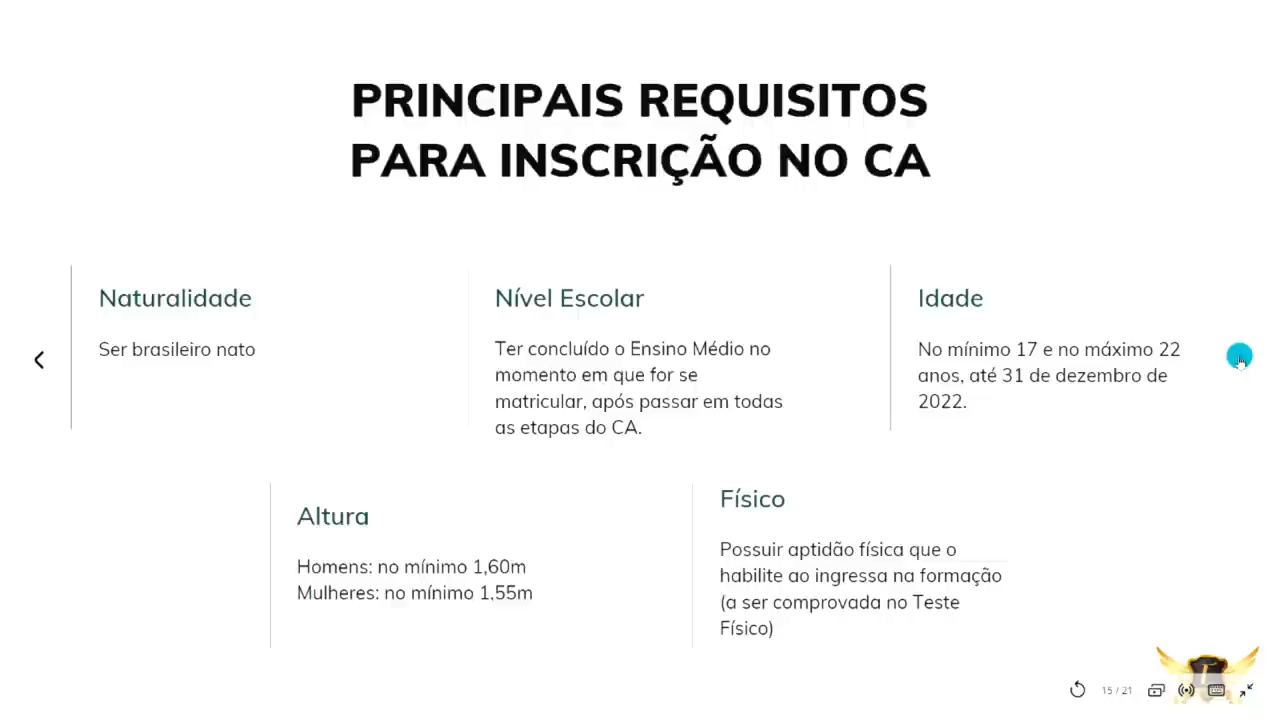 PRINCIPAIS REQUISITOS
PARA INSCRIÇÃO NO CA
Naturalidade
Ser brasileiro nato
Nível Escolar
Ter concluído o Ensino Médio no
momento em que for se
matricular, após passar em todas
as etapas do CA.
Idade
No mínimo 17 e no máximo 22
anos, até 31 de dezembro de
2022.
Altura
Homens: no mínimo 1,60m
Mulheres: no mínimo 1,55m
Físico
Possuir aptidão física que o
habilite ao ingressa na formação
(a ser comprovada no Teste
Físico)
15 / 21